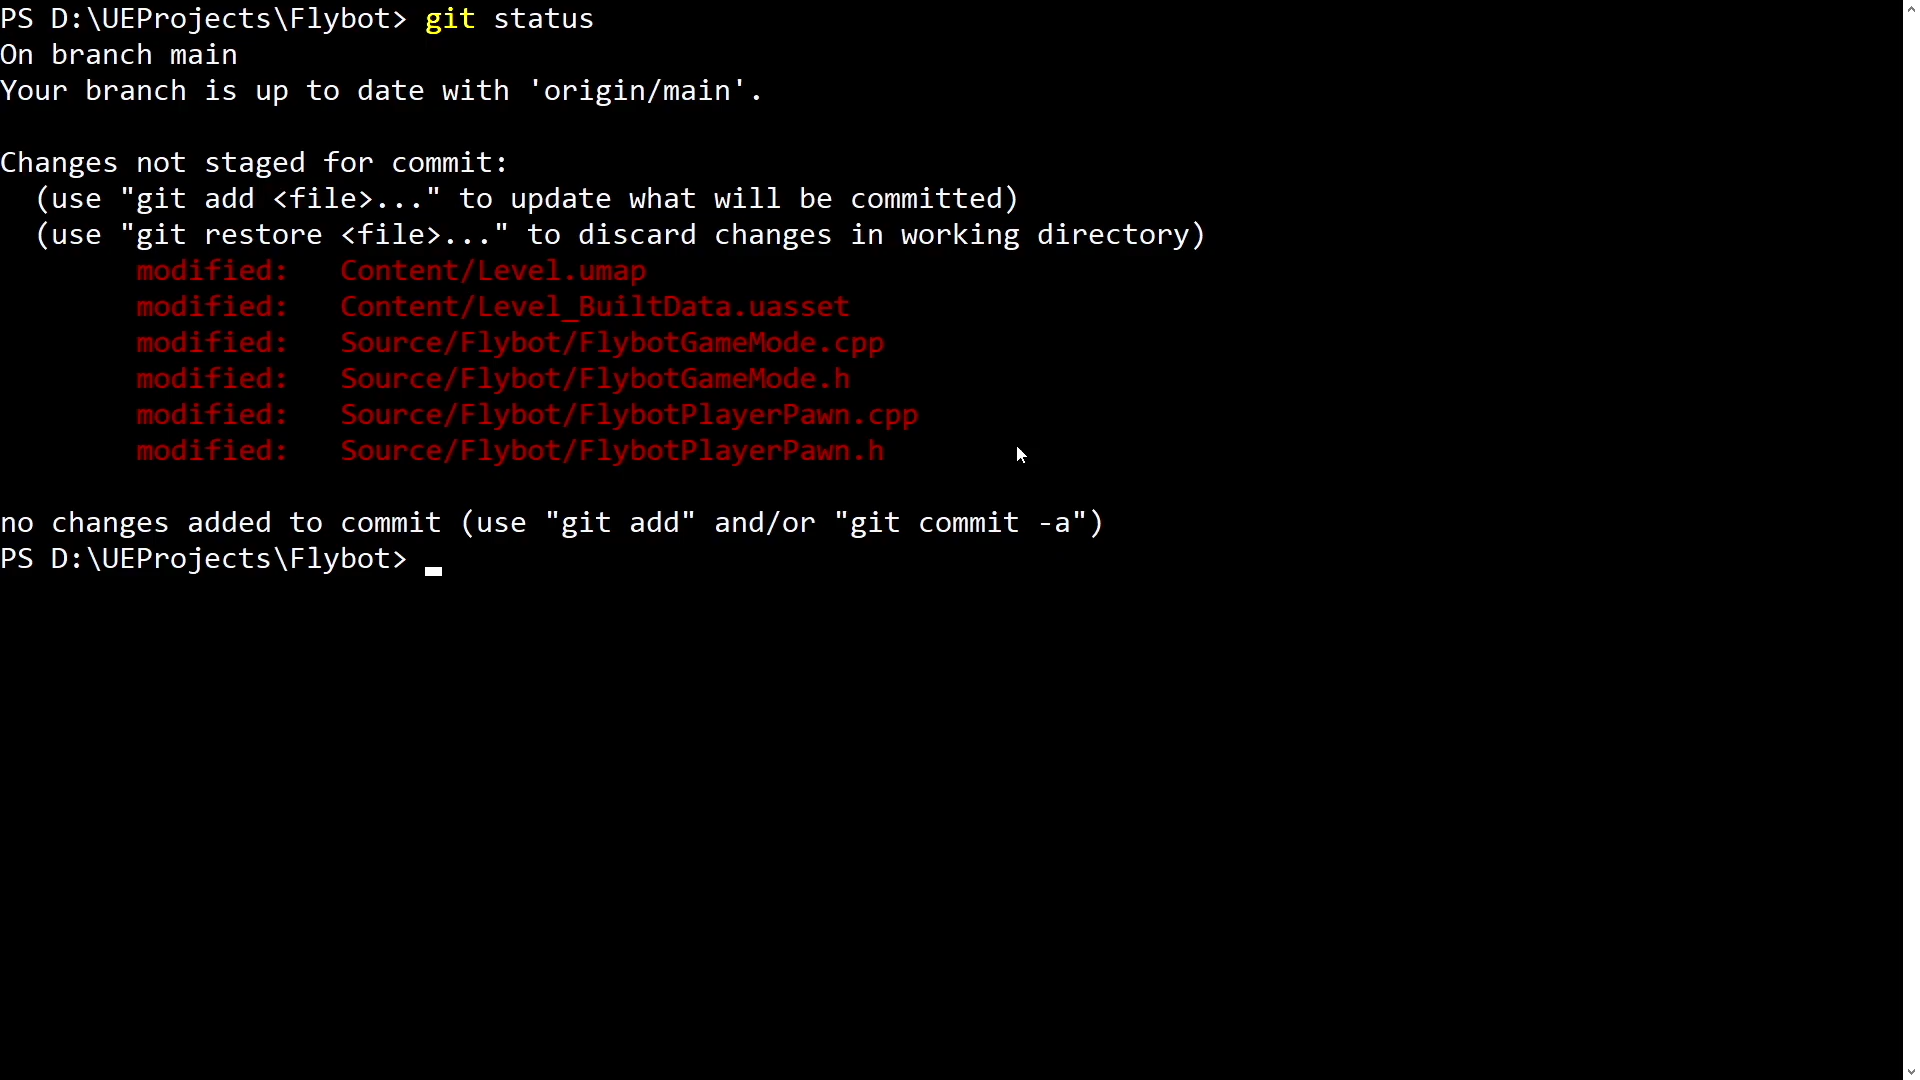 PS D:\UEProjects\Flybot> git status
On branch main
Your branch is up to date with 'origin/main'.
Changes not staged for commit:
  (use "git add <file>..." to update what will be committed)
  (use "git restore <file>..." to discard changes in working directory)
        modified:   Content/Level.umap
        modified:   Content/Level_BuiltData.uasset
        modified:   Source/Flybot/FlybotGameMode.cpp
        modified:   Source/Flybot/FlybotGameMode.h
        modified:   Source/Flybot/FlybotPlayerPawn.cpp
        modified:   Source/Flybot/FlybotPlayerPawn.h
no changes added to commit (use "git add" and/or "git commit -a")
PS D:\UEProjects\Flybot>